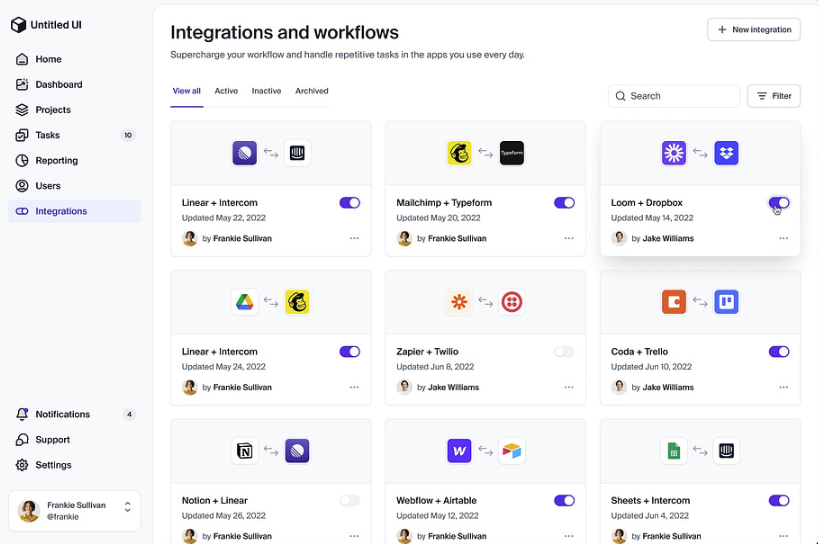 Untitled UI
Home
Dashboard
Projects
Tasks 10
Reporting
Users
Integrations
Notifications 4
Support
Settings
Frankie Sullivan
@frankie
Integrations and workflows
New integration
Supercharge your workflow and handle repetitive tasks in the apps you use every day.
View all Active Inactive Archived
Search
Filter
Linear + Intercom
Updated May 22, 2022
by Frankie Sullivan
Typeform
Mailchimp + Typeform
Updated May 20, 2022
by Frankie Sullivan
Loom + Dropbox
Updated May 14, 2022
by Jake Williams
Linear + Intercom
Updated May 24, 2022
by Frankie Sullivan
Zapier + Twilio
Updated Jun 8, 2022
by Jake Williams
Coda + Trello
Updated Jun 10, 2022
by Jake Williams
Notion + Linear
Updated May 26, 2022
by Frankie Sullivan
Webflow + Airtable
Updated May 12, 2022
by Frankie Sullivan
Sheets + Intercom
Updated Jun 4, 2022
by Frankie Sullivan